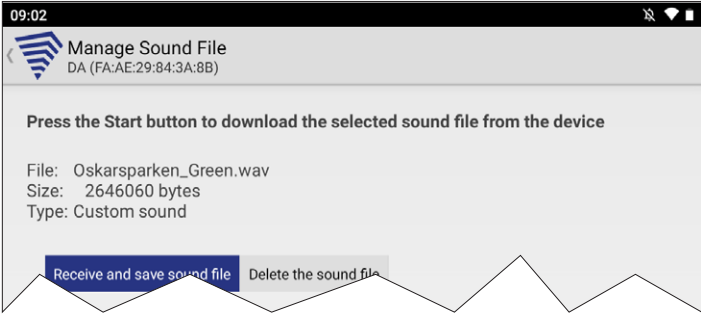 09:02
Manage Sound File
DA (FA:AE:29:84:3A:8B)
Press the Start button to download the selected sound file from the device
File: Oskarsparken_Green.wav
Size: 2646060 bytes
Type: Custom sound
Receive and save sound file Delete the sound file